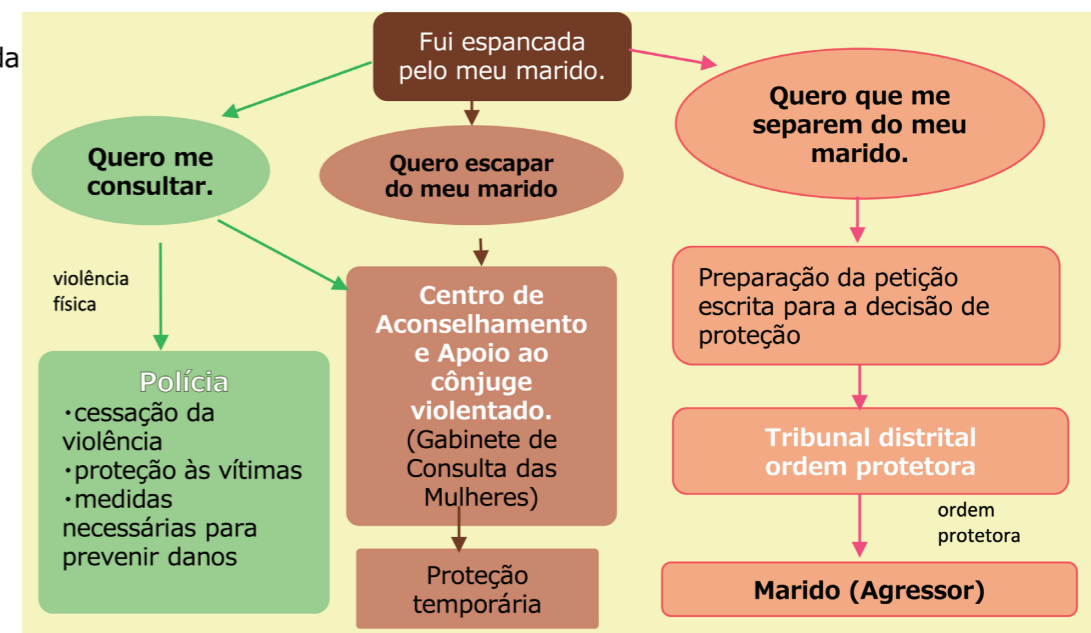 da
Fui espancada
pelo meu marido.
Quero me
consultar.
Quero escapar
do meu marido
Quero que me
separem do meu
marido.
violência
física
Polícia
・cessação da
violência
・proteção às vítimas
・medidas
necessárias para
prevenir danos
Centro de
Aconselhamento
e Apoio ao
cônjuge
violentado.
(Gabinete de
Consulta das
Mulheres)
Proteção
temporária
Preparação da petição
escrita para a decisão de
proteção
Tribunal distrital
ordem protetora
ordem
protetora
Marido (Agressor)